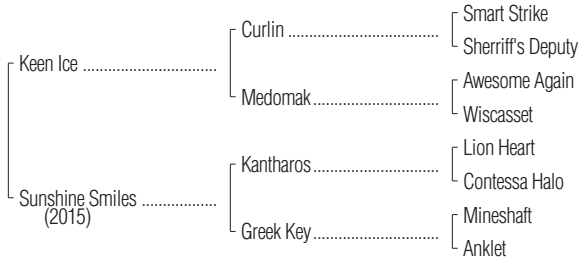 Smart Strike
Curlin
Sherriff's Deputy
Keen Ice
Awesome Again
Medomak
Wiscasset
Lion Heart
Kantharos
Contessa Halo
Sunshine Smiles
(2015)
Mineshaft
Greek Key
Anklet